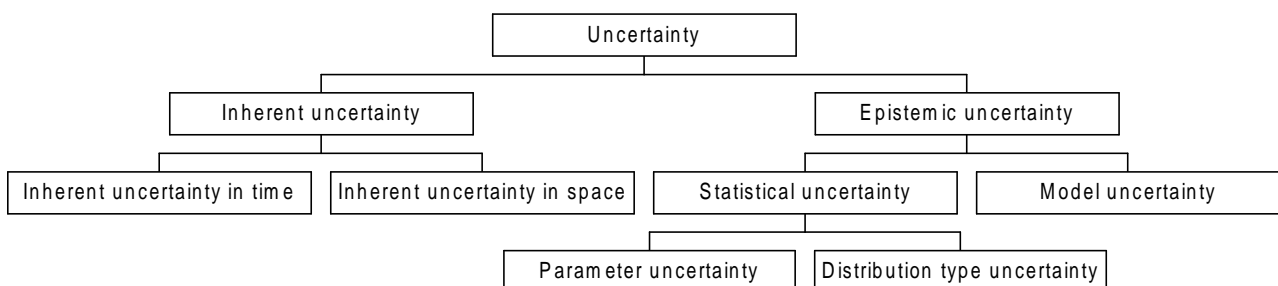 Uncertainty
Inherent uncertainty
Epistemic uncertainty
Inherent uncertainty in time
Inherent uncertainty in space
Statistical uncertainty
Model uncertainty
Parameter uncertainty
Distribution type uncertainty